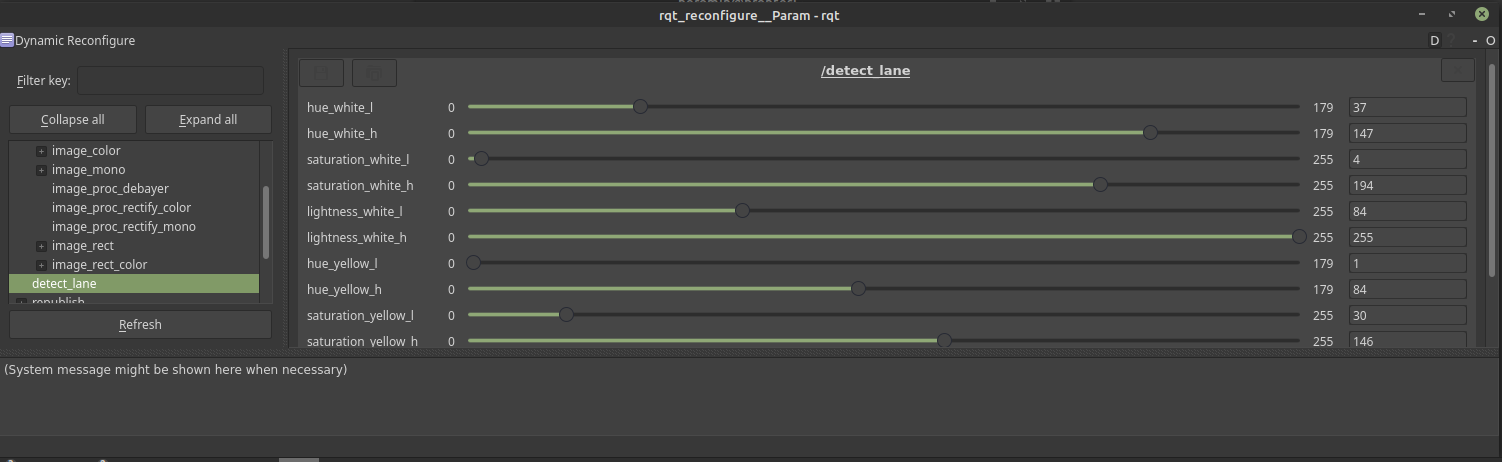 rqt_reconfigure__Param - rqt
Dynamic Reconfigure
D ? - O
Filter key:
Collapse all Expand all
image_color
image_mono
image_proc_debayer
image_proc_rectify_color
image_proc_rectify_mono
image_rect
image_rect_color
detect_lane
republish
Refresh
/detect_lane
hue_white_l 0 179 37
hue_white_h 0 179 147
saturation_white_l 0 255 4
saturation_white_h 0 255 194
lightness_white_l 0 255 84
lightness_white_h 0 255 255
hue_yellow_l 0 179 1
hue_yellow_h 0 179 84
saturation_yellow_l 0 255 30
saturation_yellow_h 0 255 146
(System message might be shown here when necessary)